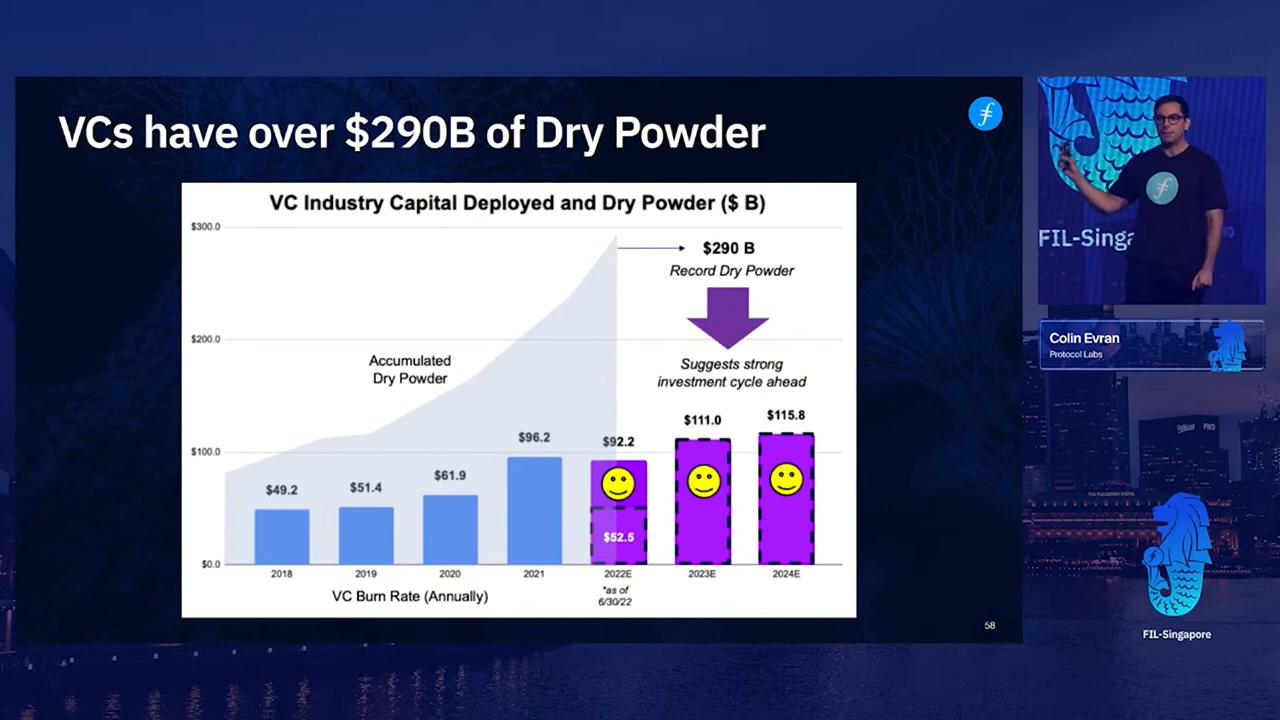 VCs have over $290B of Dry Powder
VC Industry Capital Deployed and Dry Powder ($ B)
$300.0
$200.0
$100.0
$0.0
$290 B
Record Dry Powder
Suggests strong
investment cycle ahead
Accumulated
Dry Powder
$49.2
$51.4
$61.9
$96.2
$92.2
$52.5
$111.0
$115.8
2018
2019
2020
2021
2022E
2023E
2024E
*as of
6/30/22
VC Burn Rate (Annually)
58
FIL-Singa
Colin Evran
Protocol Labs
THE FULLERTON HOTEL
FIL-Singapore